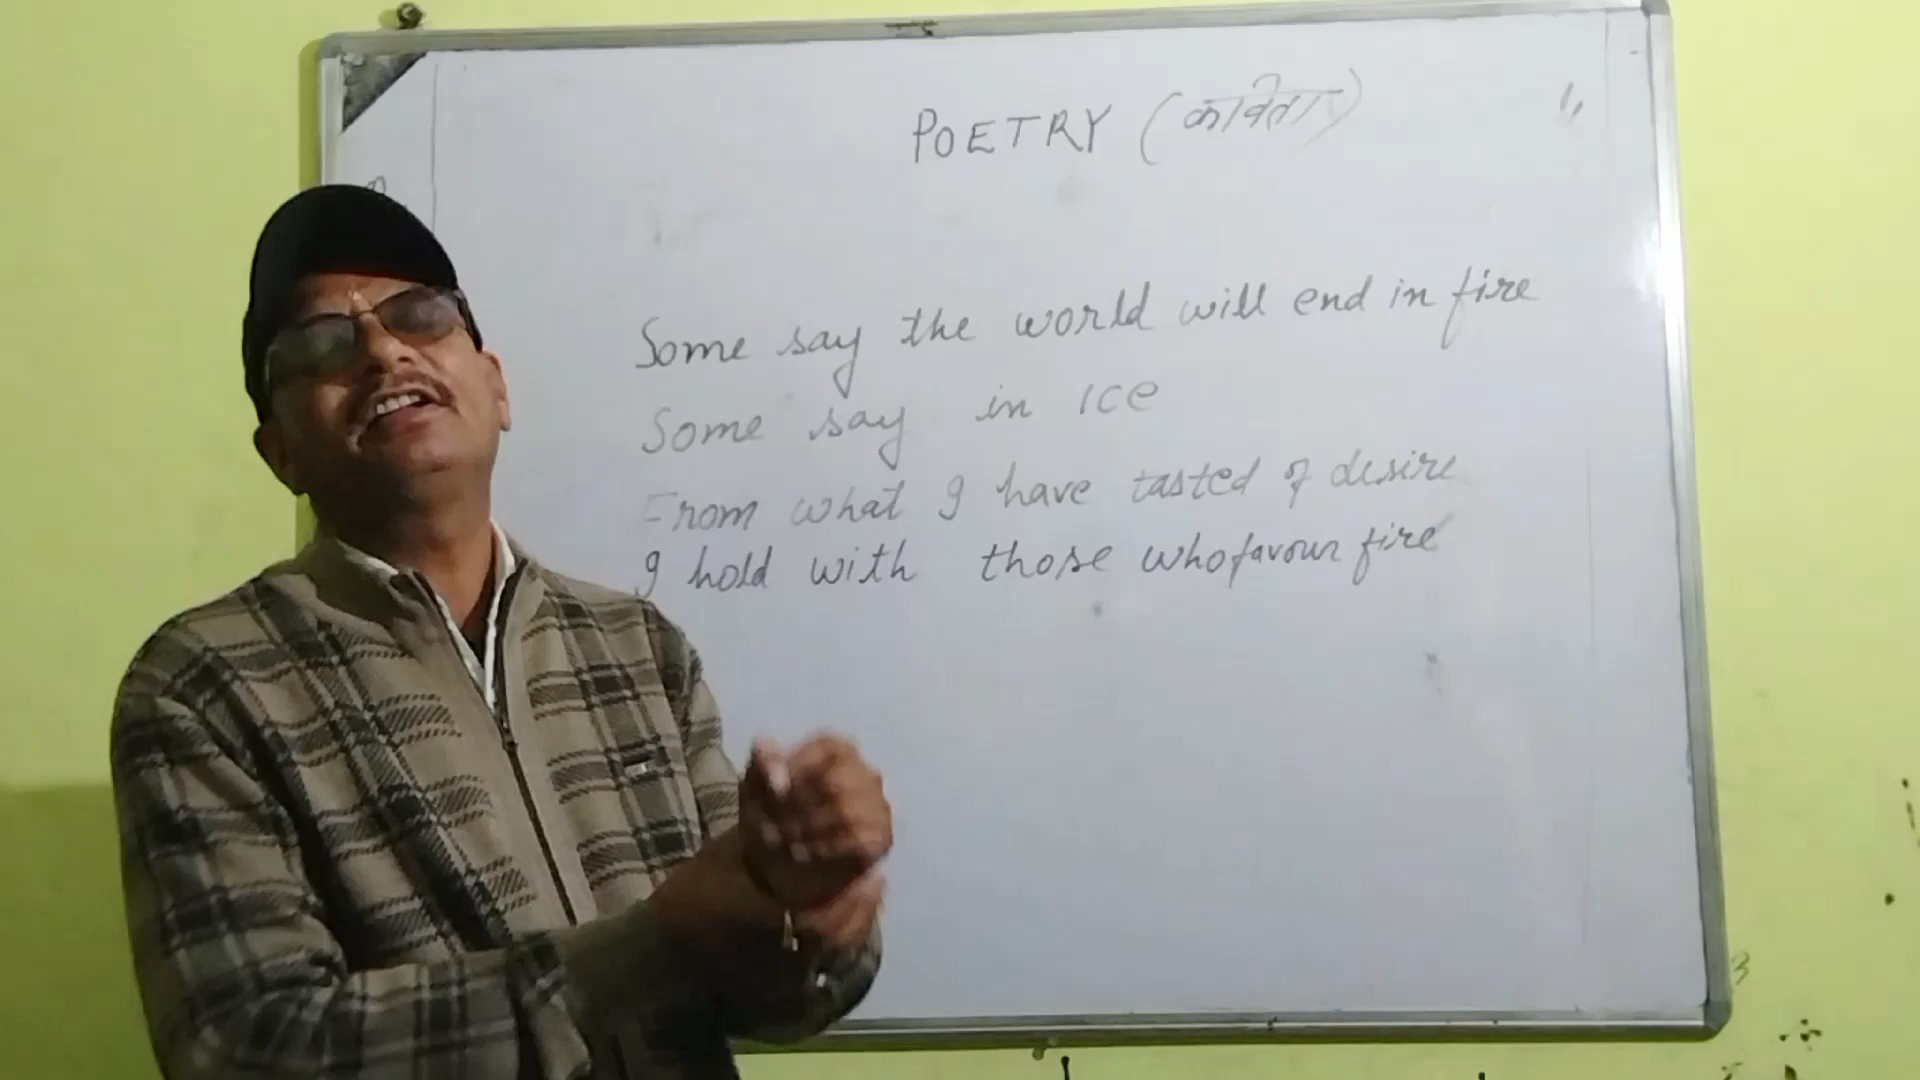 POETRY (कविता)
Some say the world will end in fire
Some say in ice
From what I have tasted of desire
I hold with those who favour fire